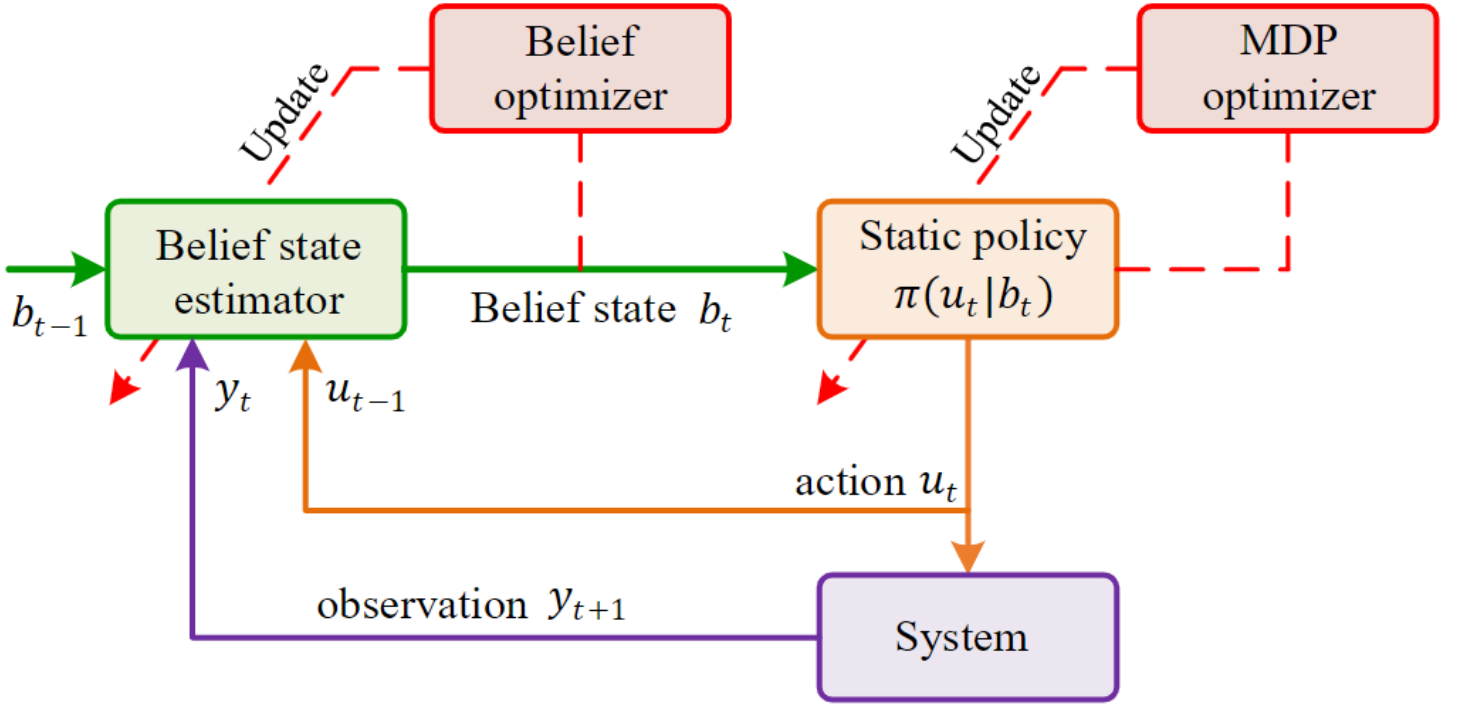 Belief
optimizer
MDP
optimizer
Update
Update
Belief state
estimator
Static policy
π(u_t|b_t)
b_{t−1}
Belief state b_t
y_t
u_{t−1}
action u_t
observation y_{t+1}
System